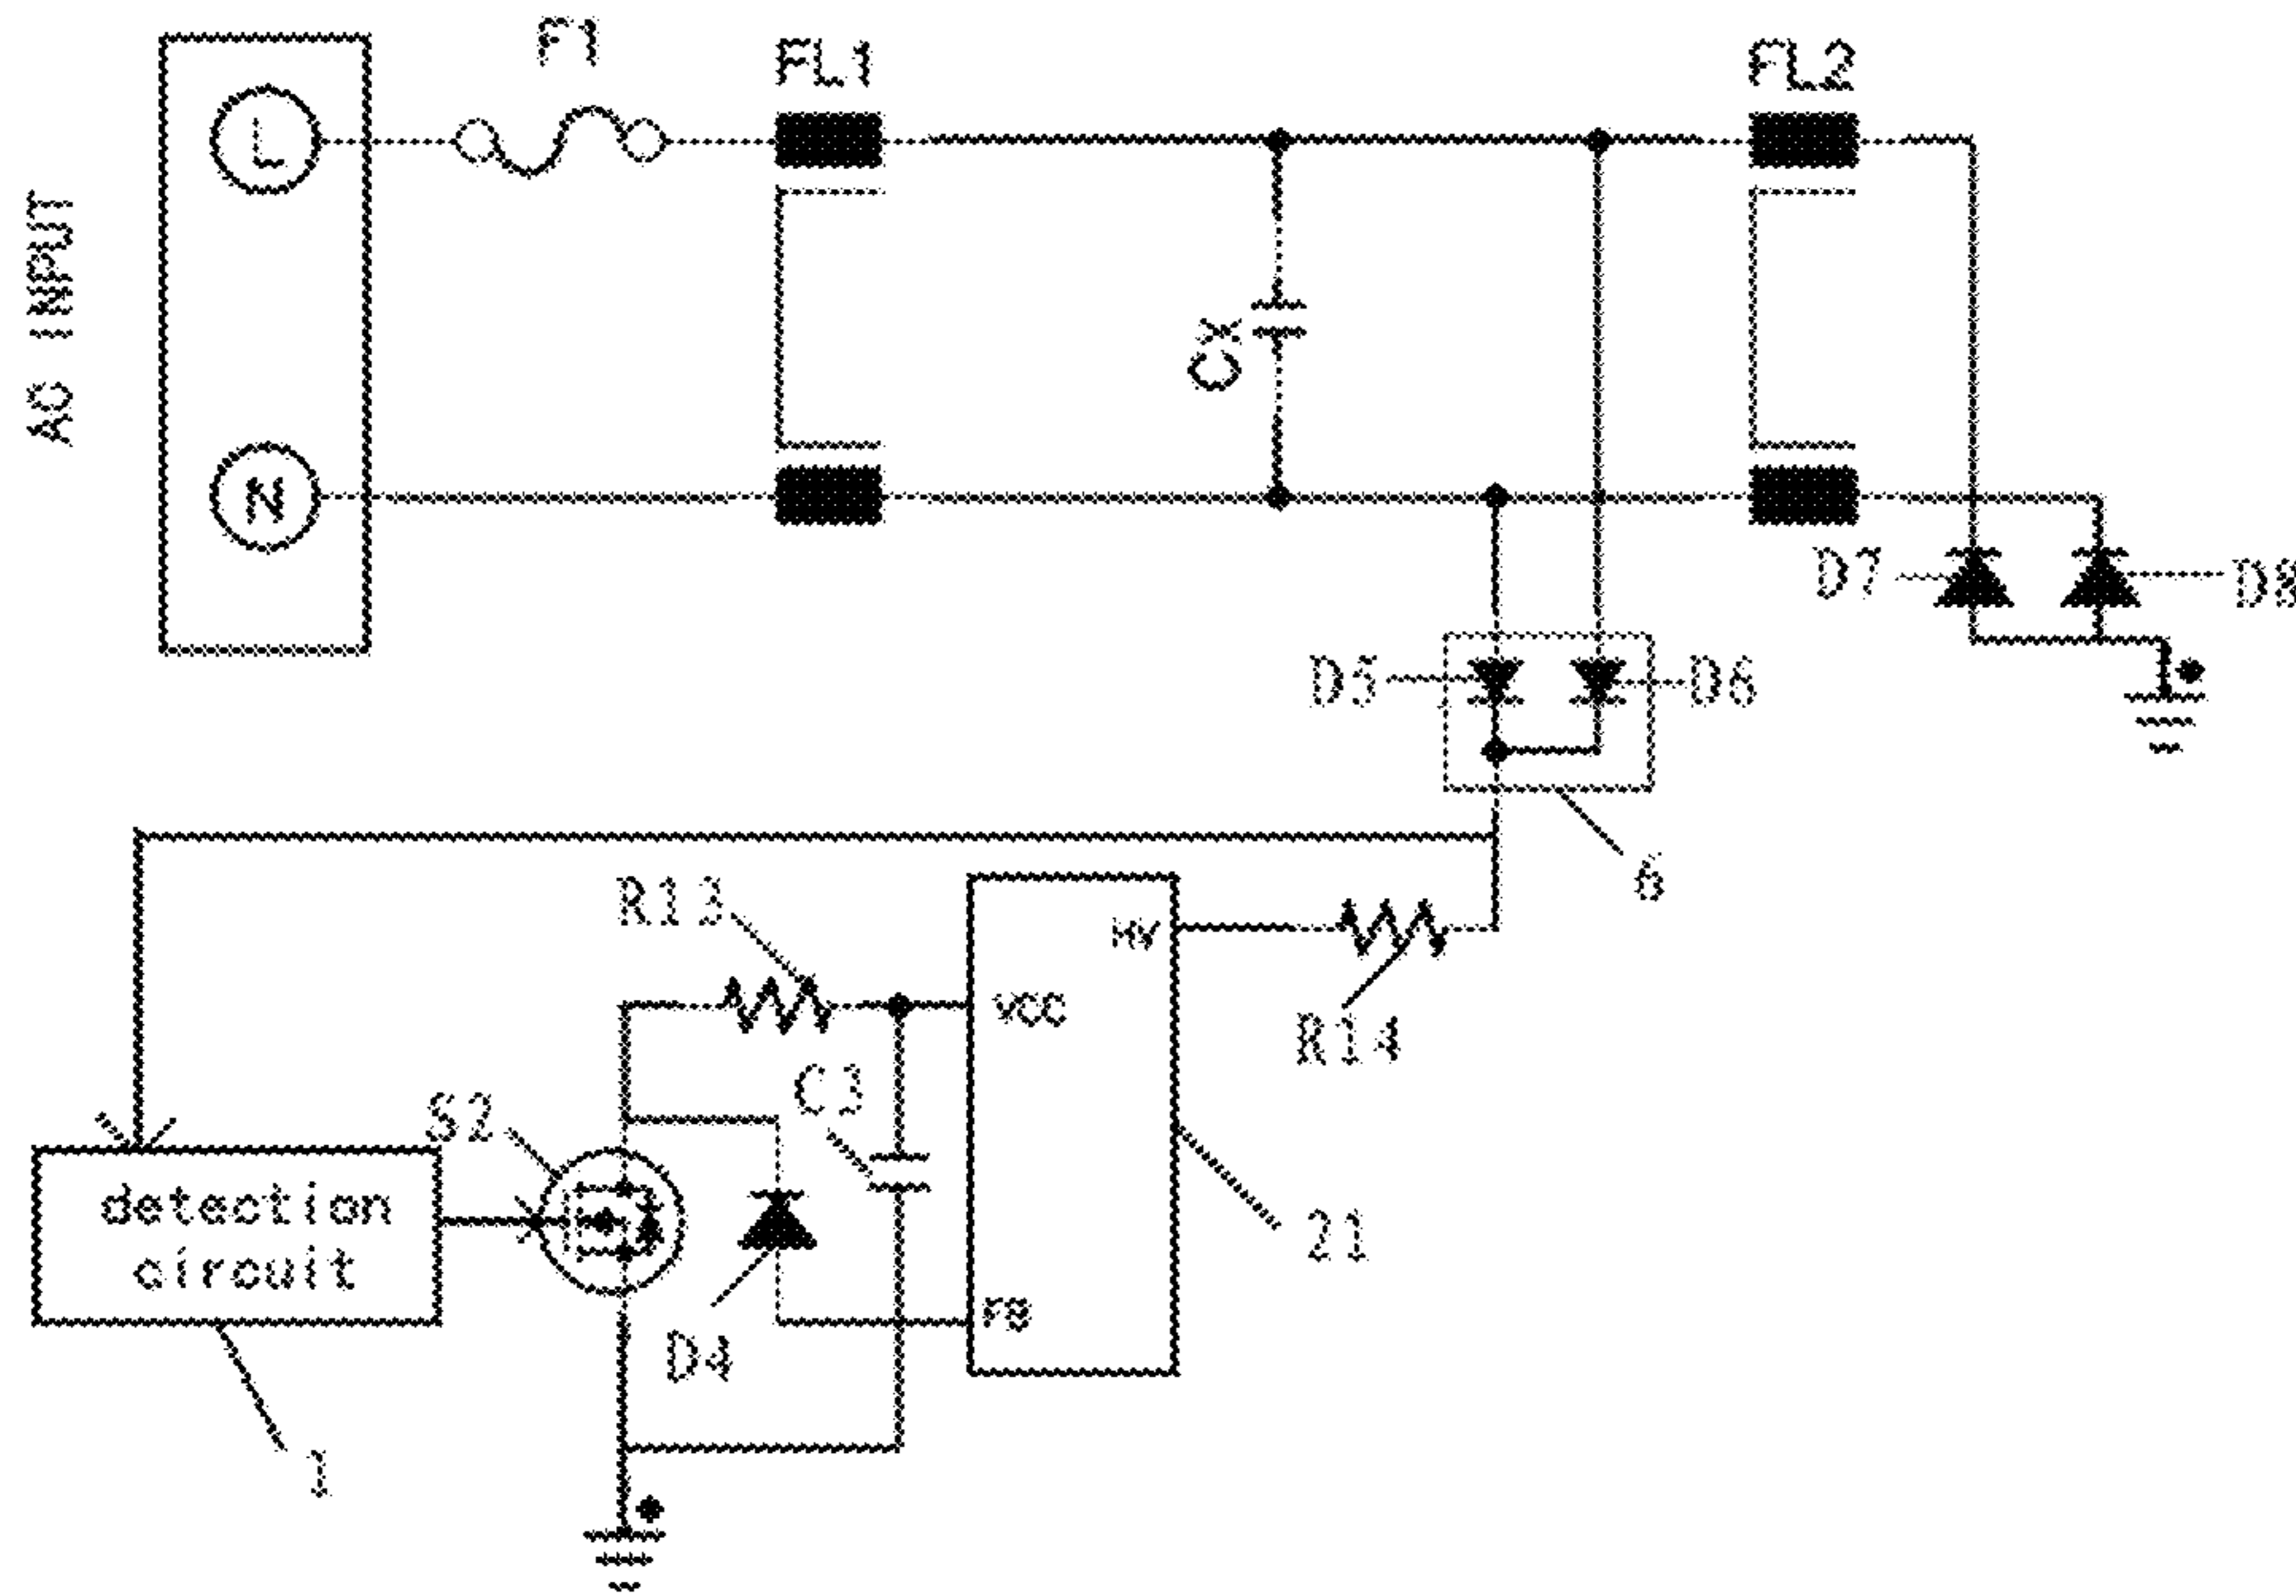 F1
FL1
FL2
L
AC INPUT
Cx
N
D7
D8
D5
D6
6
R13
HV
VCC
R14
C3
S2
detection
circuit
21
FB
D4
1